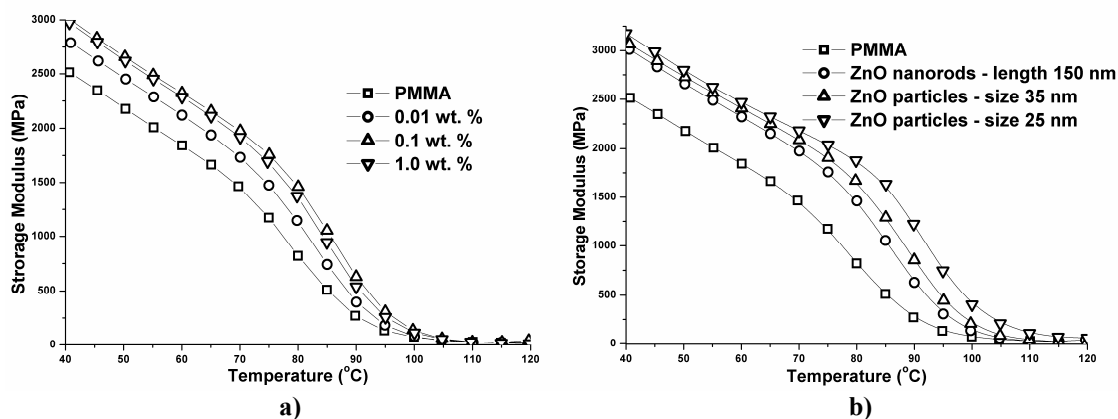 3000
2500
2000
1500
1000
500
0
40 50 60 70 80 90 100 110 120
Strorage Modulus (MPa)
Temperature (°C)
PMMA
0.01 wt. %
0.1 wt. %
1.0 wt. %
a)
3000
2500
2000
1500
1000
500
0
40 50 60 70 80 90 100 110 120
Storage Modulus (MPa)
Temperature (°C)
PMMA
ZnO nanorods - length 150 nm
ZnO particles - size 35 nm
ZnO particles - size 25 nm
b)